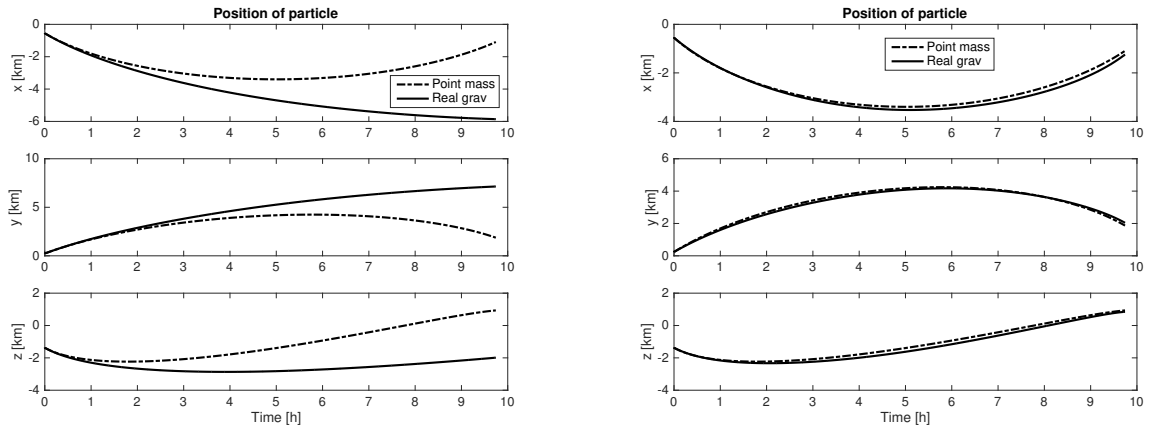 Position of particle
0
-2
-4
-6
x [km]
Point mass
Real grav
0 1 2 3 4 5 6 7 8 9 10
10
5
0
y [km]
0 1 2 3 4 5 6 7 8 9 10
2
0
-2
-4
z [km]
0 1 2 3 4 5 6 7 8 9 10
Time [h]
Position of particle
0
-2
-4
x [km]
Point mass
Real grav
0 1 2 3 4 5 6 7 8 9 10
6
4
2
0
y [km]
0 1 2 3 4 5 6 7 8 9 10
2
0
-2
-4
z [km]
0 1 2 3 4 5 6 7 8 9 10
Time [h]